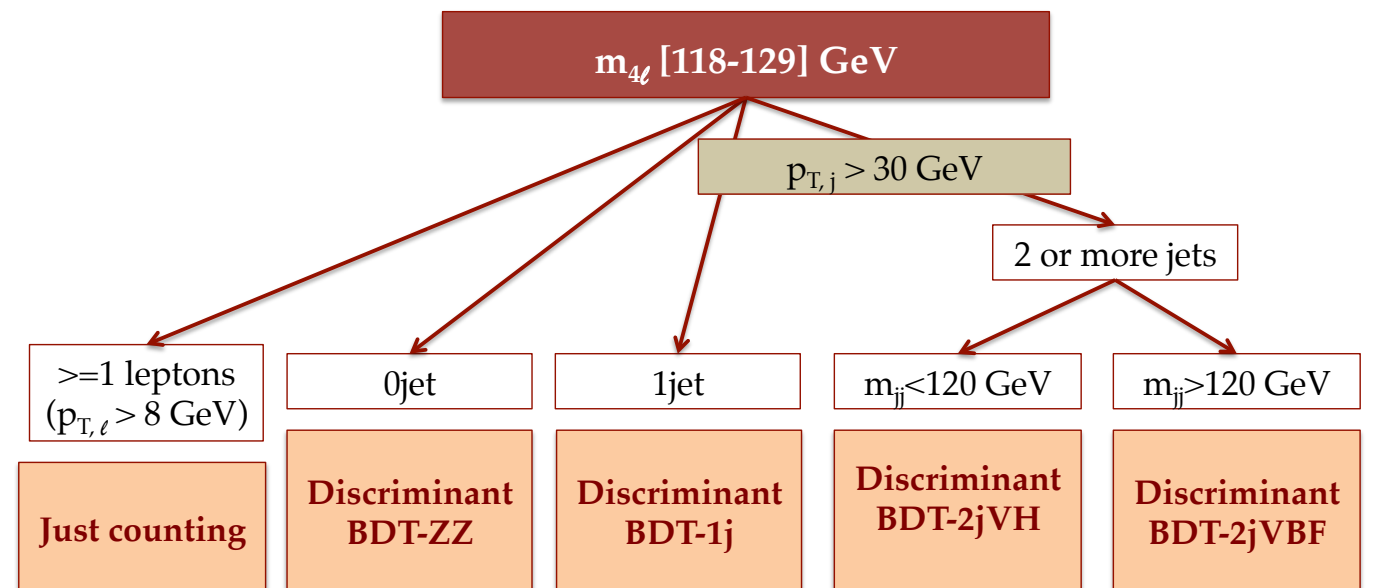 m4ℓ [118-129] GeV
pT, j > 30 GeV
2 or more jets
>=1 leptons
(pT, ℓ > 8 GeV)
0jet
1jet
mjj<120 GeV
mjj>120 GeV
Just counting
Discriminant
BDT-ZZ
Discriminant
BDT-1j
Discriminant
BDT-2jVH
Discriminant
BDT-2jVBF